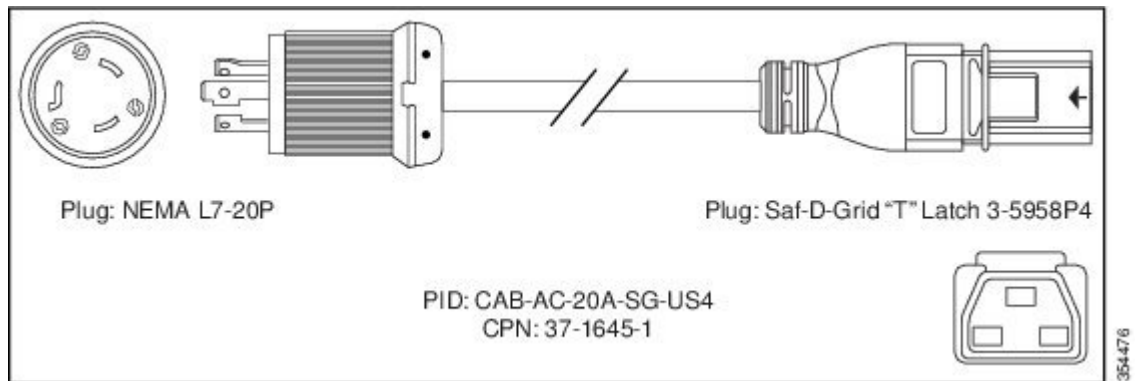 Plug: NEMA L7-20P
Plug: Saf-D-Grid “T” Latch 3-5958P4
PID: CAB-AC-20A-SG-US4
CPN: 37-1645-1
354476